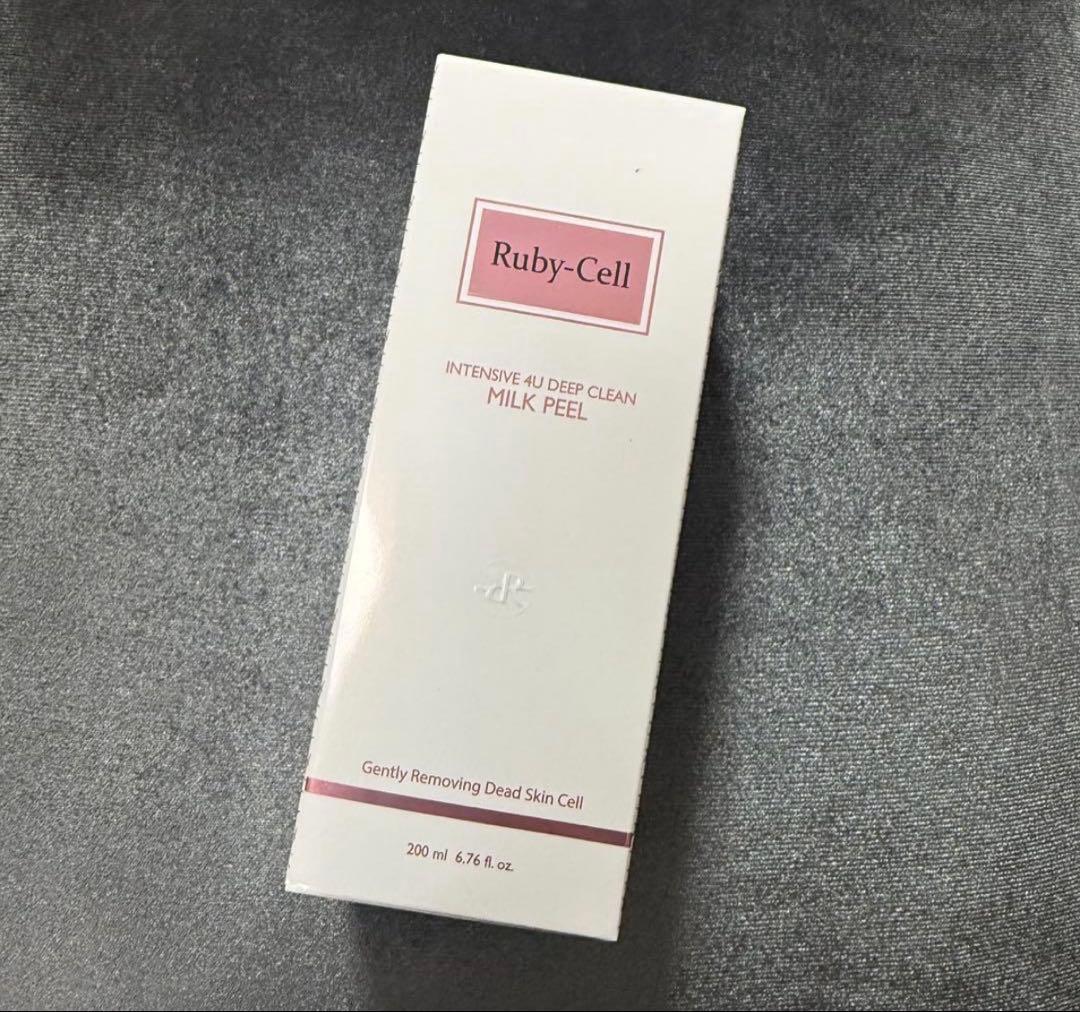 Ruby-Cell
INTENSIVE 4U DEEP CLEAN
MILK PEEL
Gently Removing Dead Skin Cell
200 ml 6.76 fl. oz.